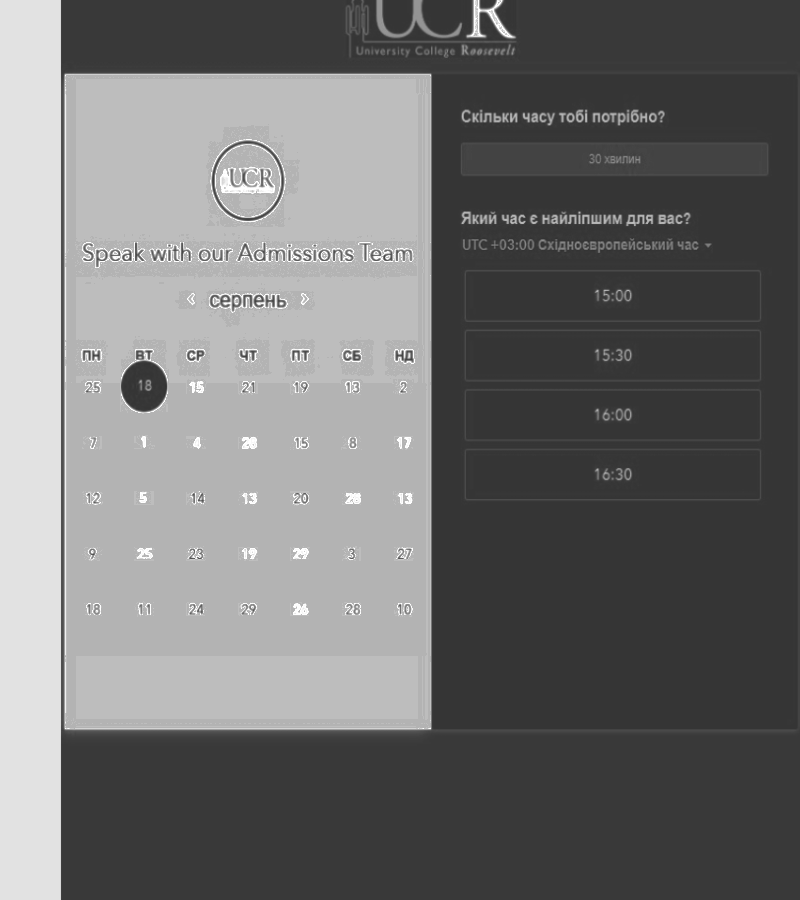 UCR
University College Roosevelt
UCR
Speak with our Admissions Team
серпень
ПН ВТ СР ЧТ ПТ СБ НД
25 18 15 21 19 13 2
7 1 4 28 15 8 17
12 5 14 13 20 28 13
9 25 23 19 29 3 27
18 11 24 29 26 28 10
Скільки часу тобі потрібно?
30 хвилин
Який час є найліпшим для вас?
UTC +03:00 Східноєвропейський час
15:00
15:30
16:00
16:30